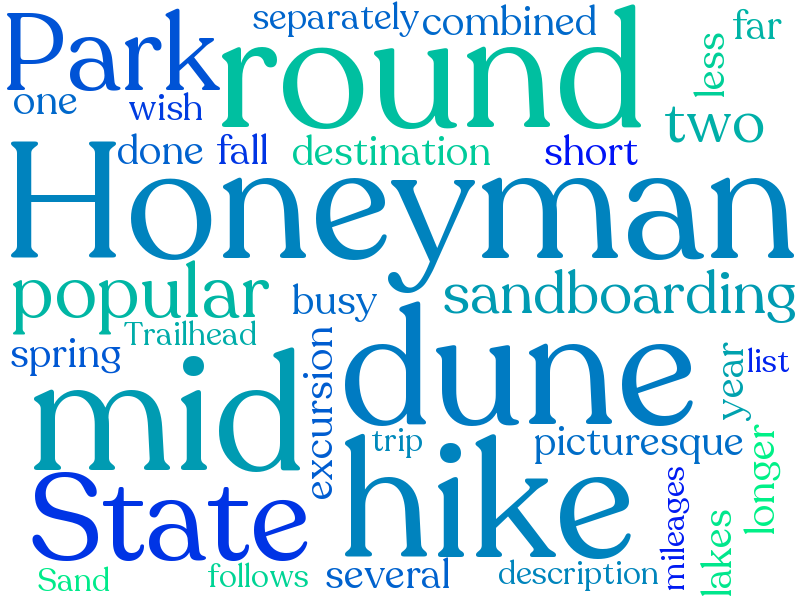 separately combined far
Park round less
one wish two
done fall destination short
Honeyman
popular busy sandboarding
Trailhead
spring excursion dune year list
mid trip picturesque longer
State hike mileages lakes
Sand follows several description